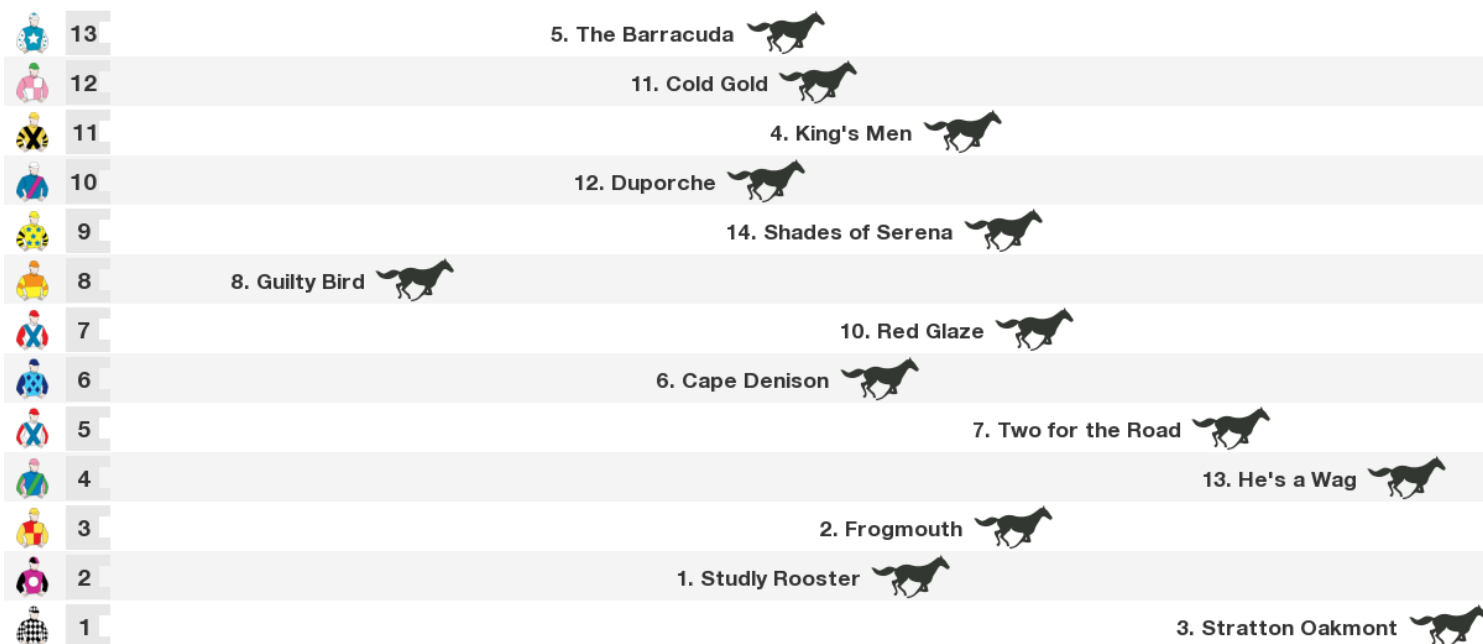 13 5. The Barracuda
12 11. Cold Gold
11 4. King's Men
10 12. Duporche
9 14. Shades of Serena
8 8. Guilty Bird
7 10. Red Glaze
6 6. Cape Denison
5 7. Two for the Road
4 13. He's a Wag
3 2. Frogmouth
2 1. Studly Rooster
1 3. Stratton Oakmont